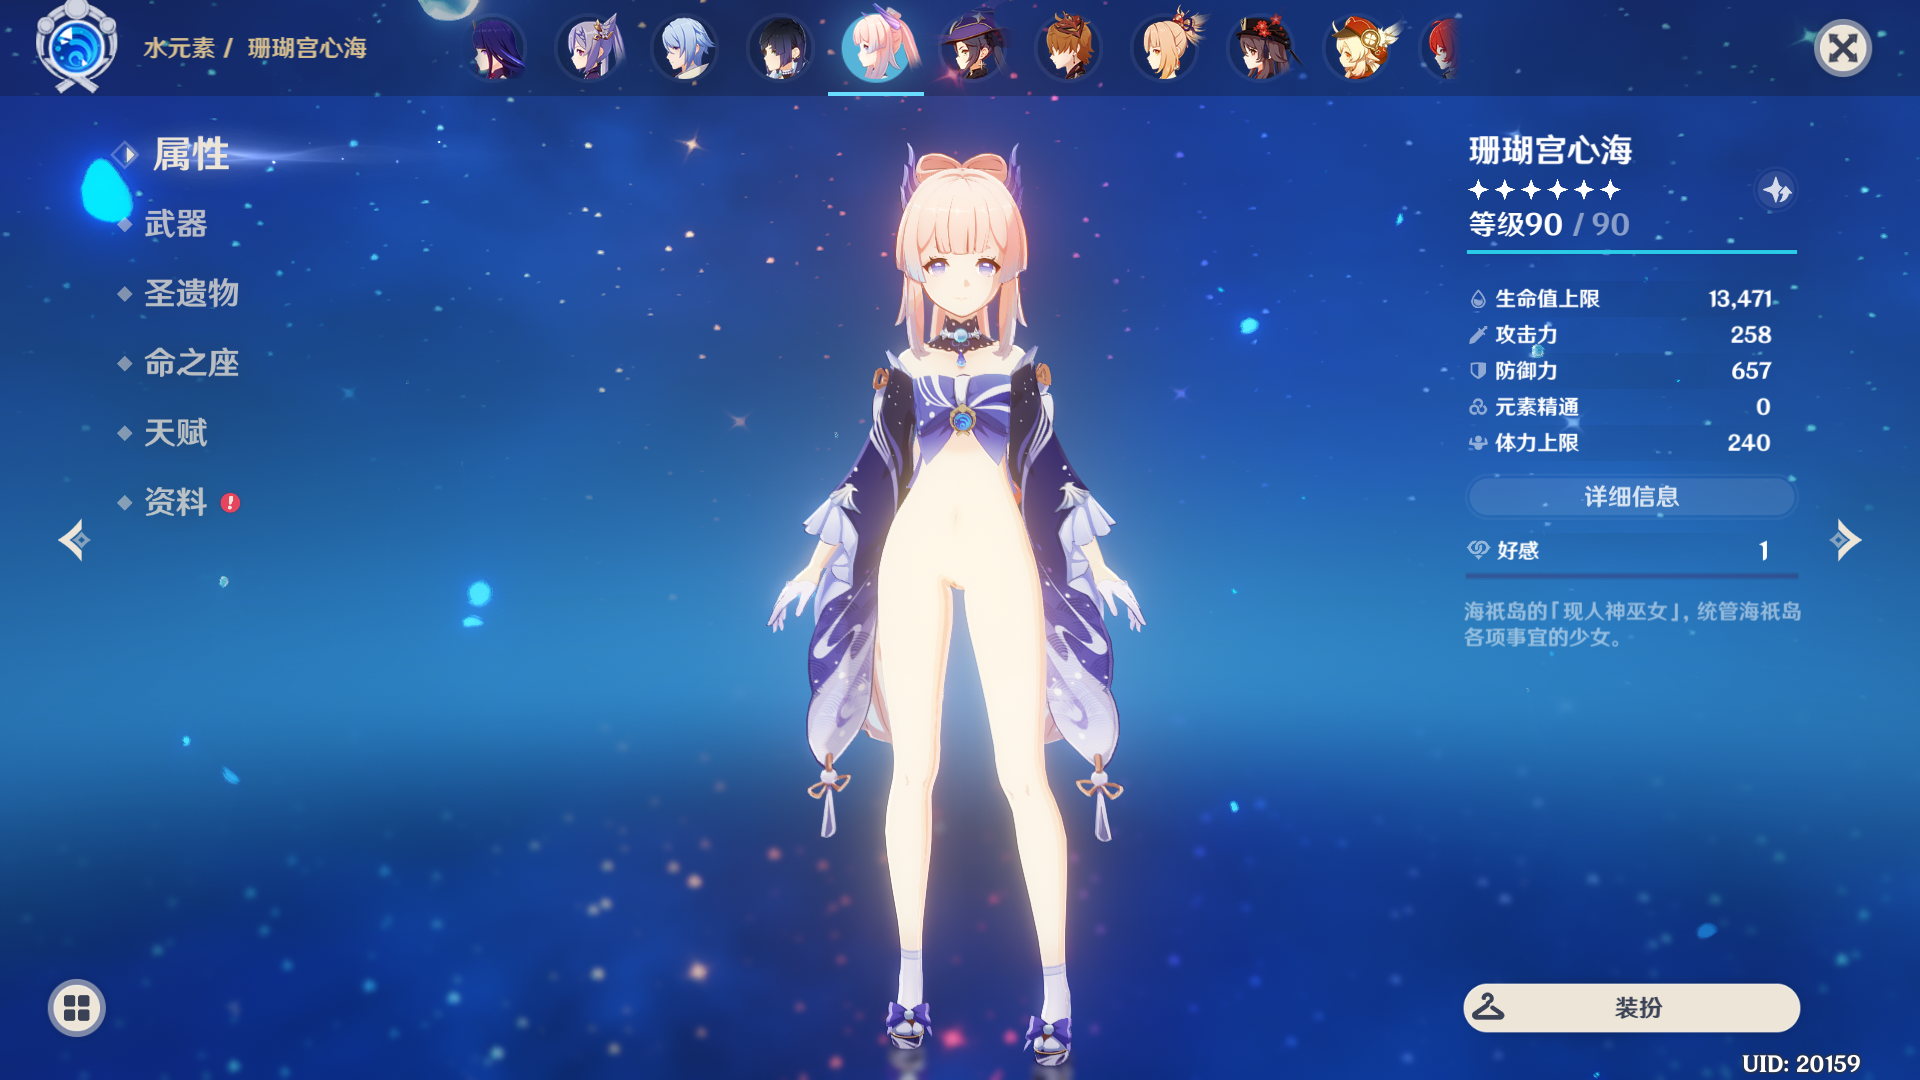 水元素 / 珊瑚宫心海
属性
武器
圣遗物
命之座
天赋
资料
珊瑚宫心海
等级90 / 90
生命值上限 13,471
攻击力 258
防御力 657
元素精通 0
体力上限 240
详细信息
好感 1
海祇岛的「现人神巫女」，统管海祇岛
各项事宜的少女。
装扮
UID: 20159